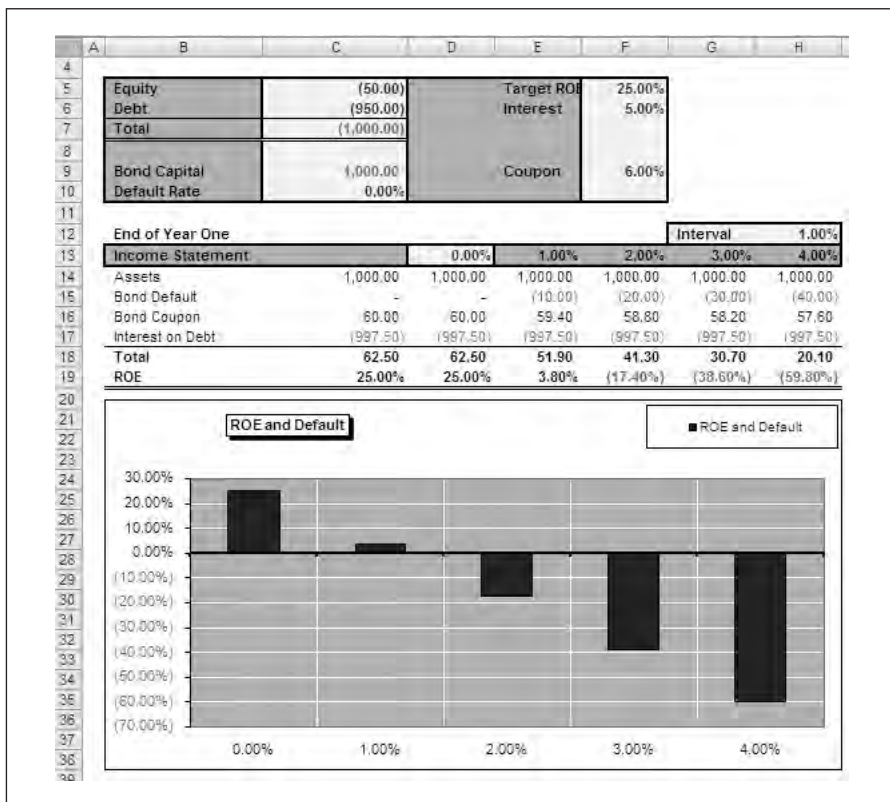 A B C D E F G H
4
5 Equity (50.00) Target ROE 25.00%
6 Debt (950.00) Interest 5.00%
7 Total (1,000.00)
8
9 Bond Capital 1,000.00 Coupon 6.00%
10 Default Rate 0.00%
11
12 End of Year One Interval 1.00%
13 Income Statement 0.00% 1.00% 2.00% 3.00% 4.00%
14 Assets 1,000.00 1,000.00 1,000.00 1,000.00 1,000.00 1,000.00
15 Bond Default - - (10.00) (20.00) (30.00) (40.00)
16 Bond Coupon 60.00 60.00 59.40 58.80 58.20 57.60
17 Interest on Debt (997.50) (997.50) (997.50) (997.50) (997.50) (997.50)
18 Total 62.50 62.50 51.90 41.30 30.70 20.10
19 ROE 25.00% 25.00% 3.80% (17.40%) (38.60%) (59.80%)
20
21 ROE and Default ROE and Default
22
23
24 30.00%
25 20.00%
26 10.00%
27 0.00%
28
29 (10.00%)
30 (20.00%)
31 (30.00%)
32 (40.00%)
33
34 (50.00%)
35 (60.00%)
36 (70.00%)
37
38 0.00% 1.00% 2.00% 3.00% 4.00%
39